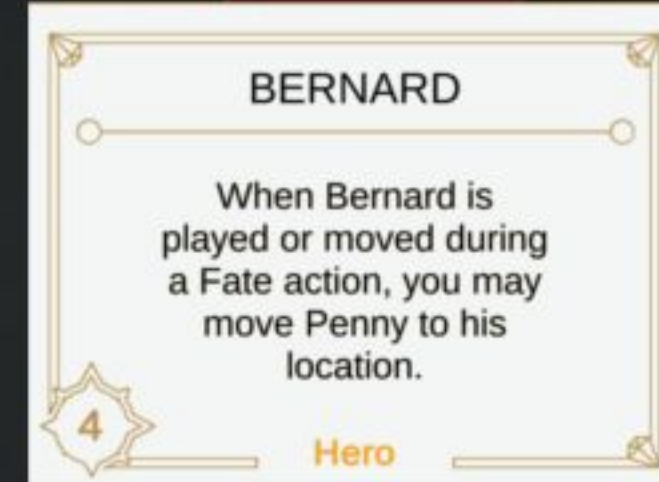 BERNARD
When Bernard is
played or moved during
a Fate action, you may
move Penny to his
location.
4
Hero